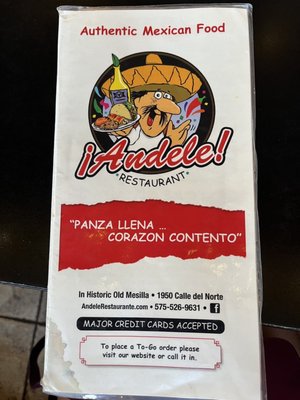 Authentic Mexican Food
¡Andele!
•RESTAURANT•
"PANZA LLENA ...
CORAZON CONTENTO"
In Historic Old Mesilla • 1950 Calle del Norte
AndeleRestaurante.com • 575-526-9631 • f
MAJOR CREDIT CARDS ACCEPTED
To place a To-Go order please
visit our website or call it in.